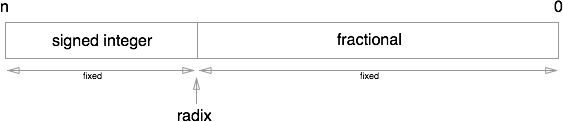 n 0
signed integer fractional
fixed fixed
radix